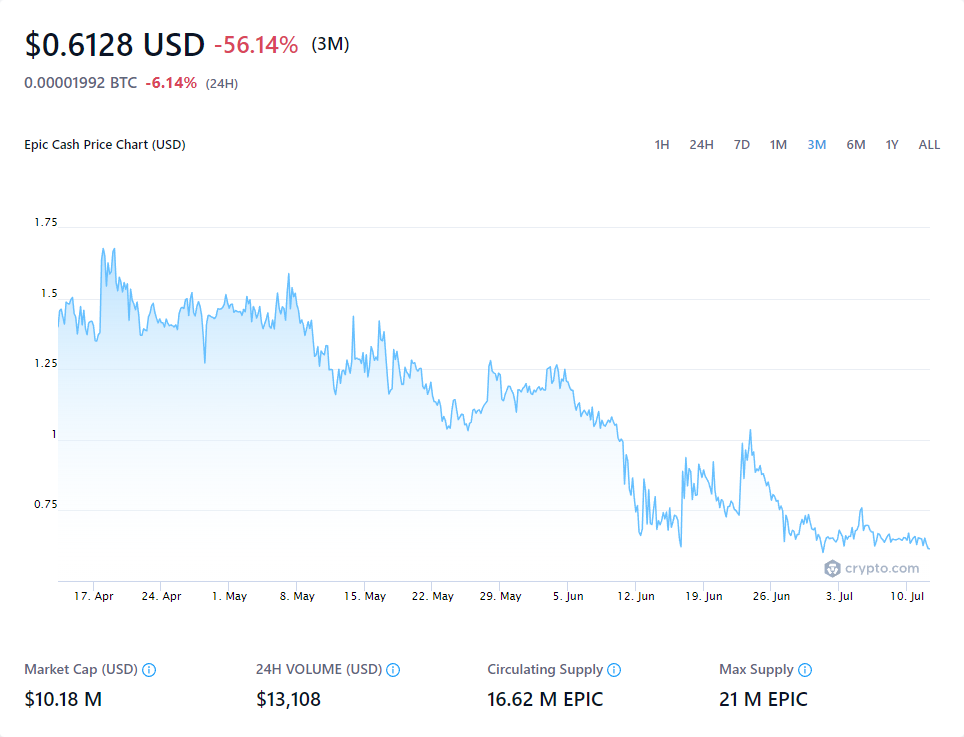 $0.6128 USD -56.14% (3M)
0.00001992 BTC -6.14% (24H)
Epic Cash Price Chart (USD) 1H 24H 7D 1M 3M 6M 1Y ALL
1.75
1.5
1.25
1
0.75
crypto.com
17. Apr 24. Apr 1. May 8. May 15. May 22. May 29. May 5. Jun 12. Jun 19. Jun 26. Jun 3. Jul 10. Jul
Market Cap (USD) 24H VOLUME (USD) Circulating Supply Max Supply
$10.18 M $13,108 16.62 M EPIC 21 M EPIC